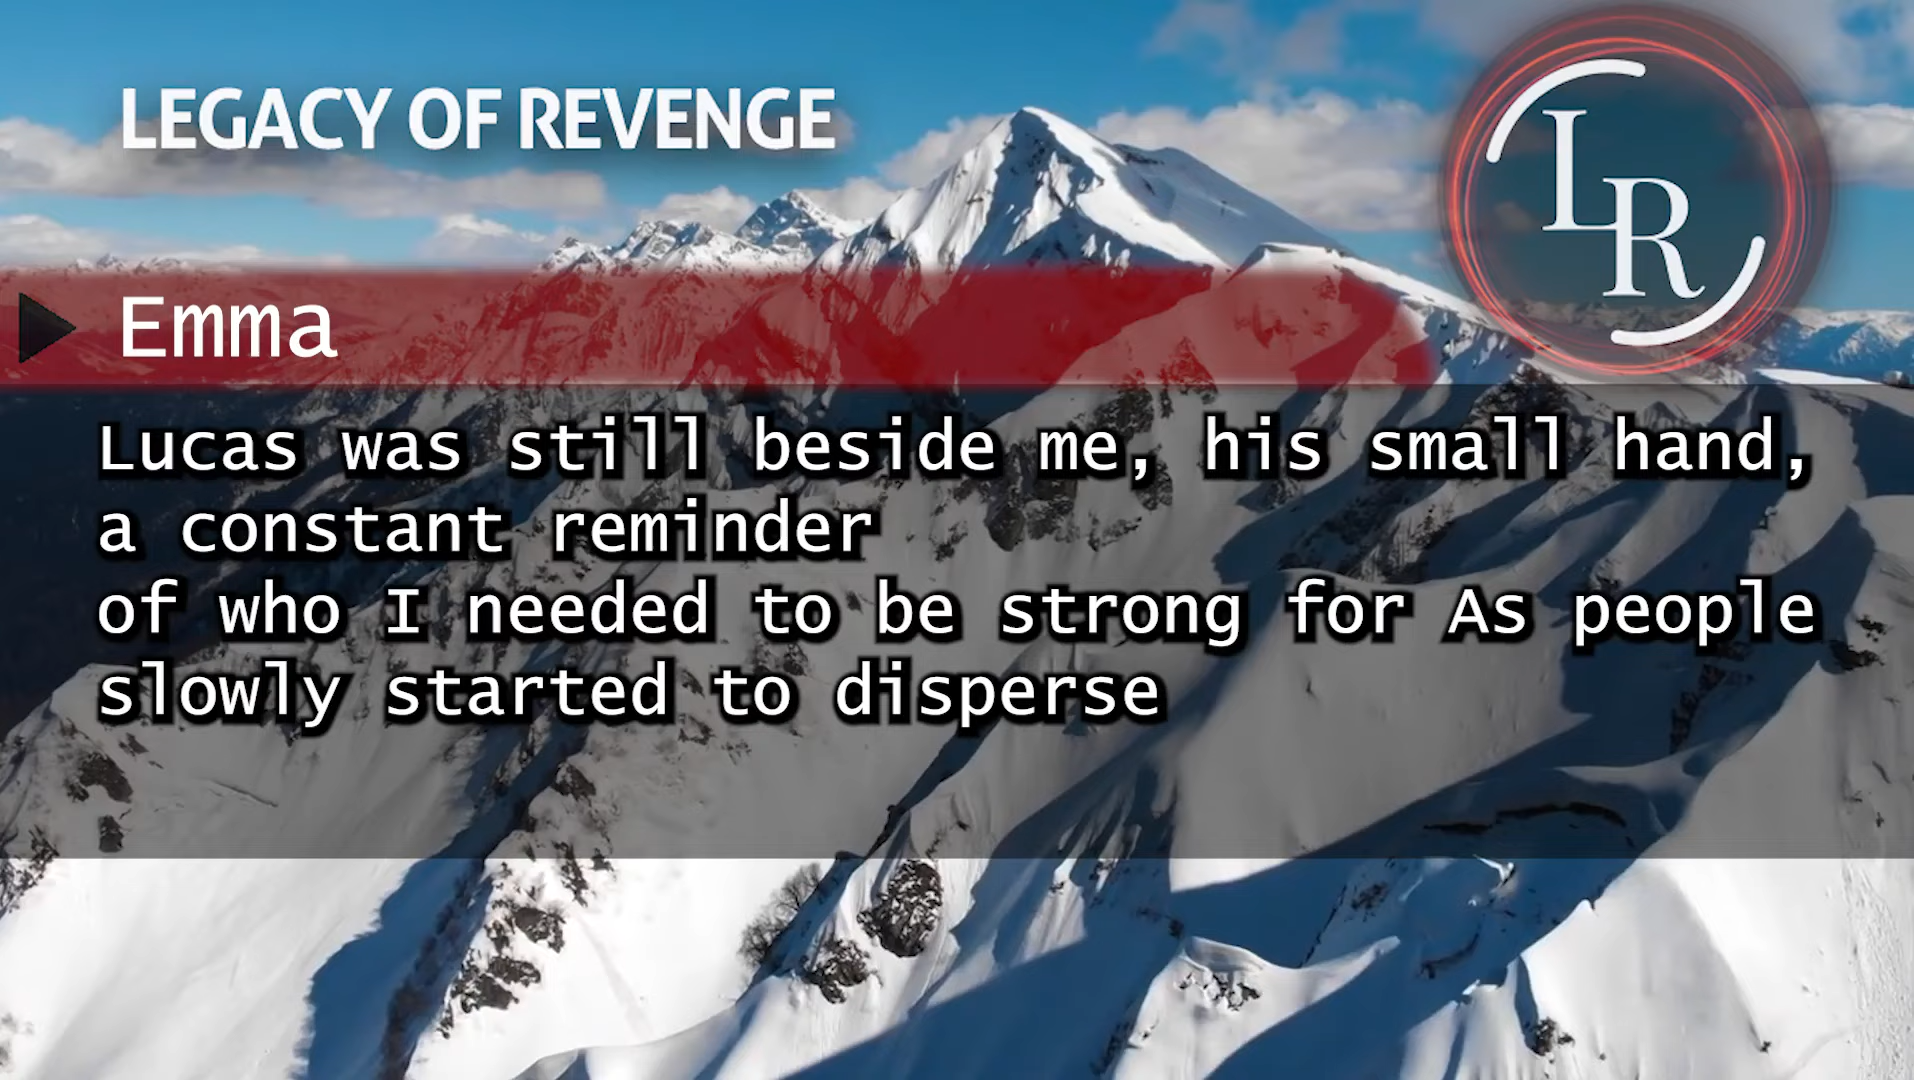 LEGACY OF REVENGE
LR
Emma
Lucas was still beside me, his small hand,
a constant reminder
of who I needed to be strong for As people
slowly started to disperse